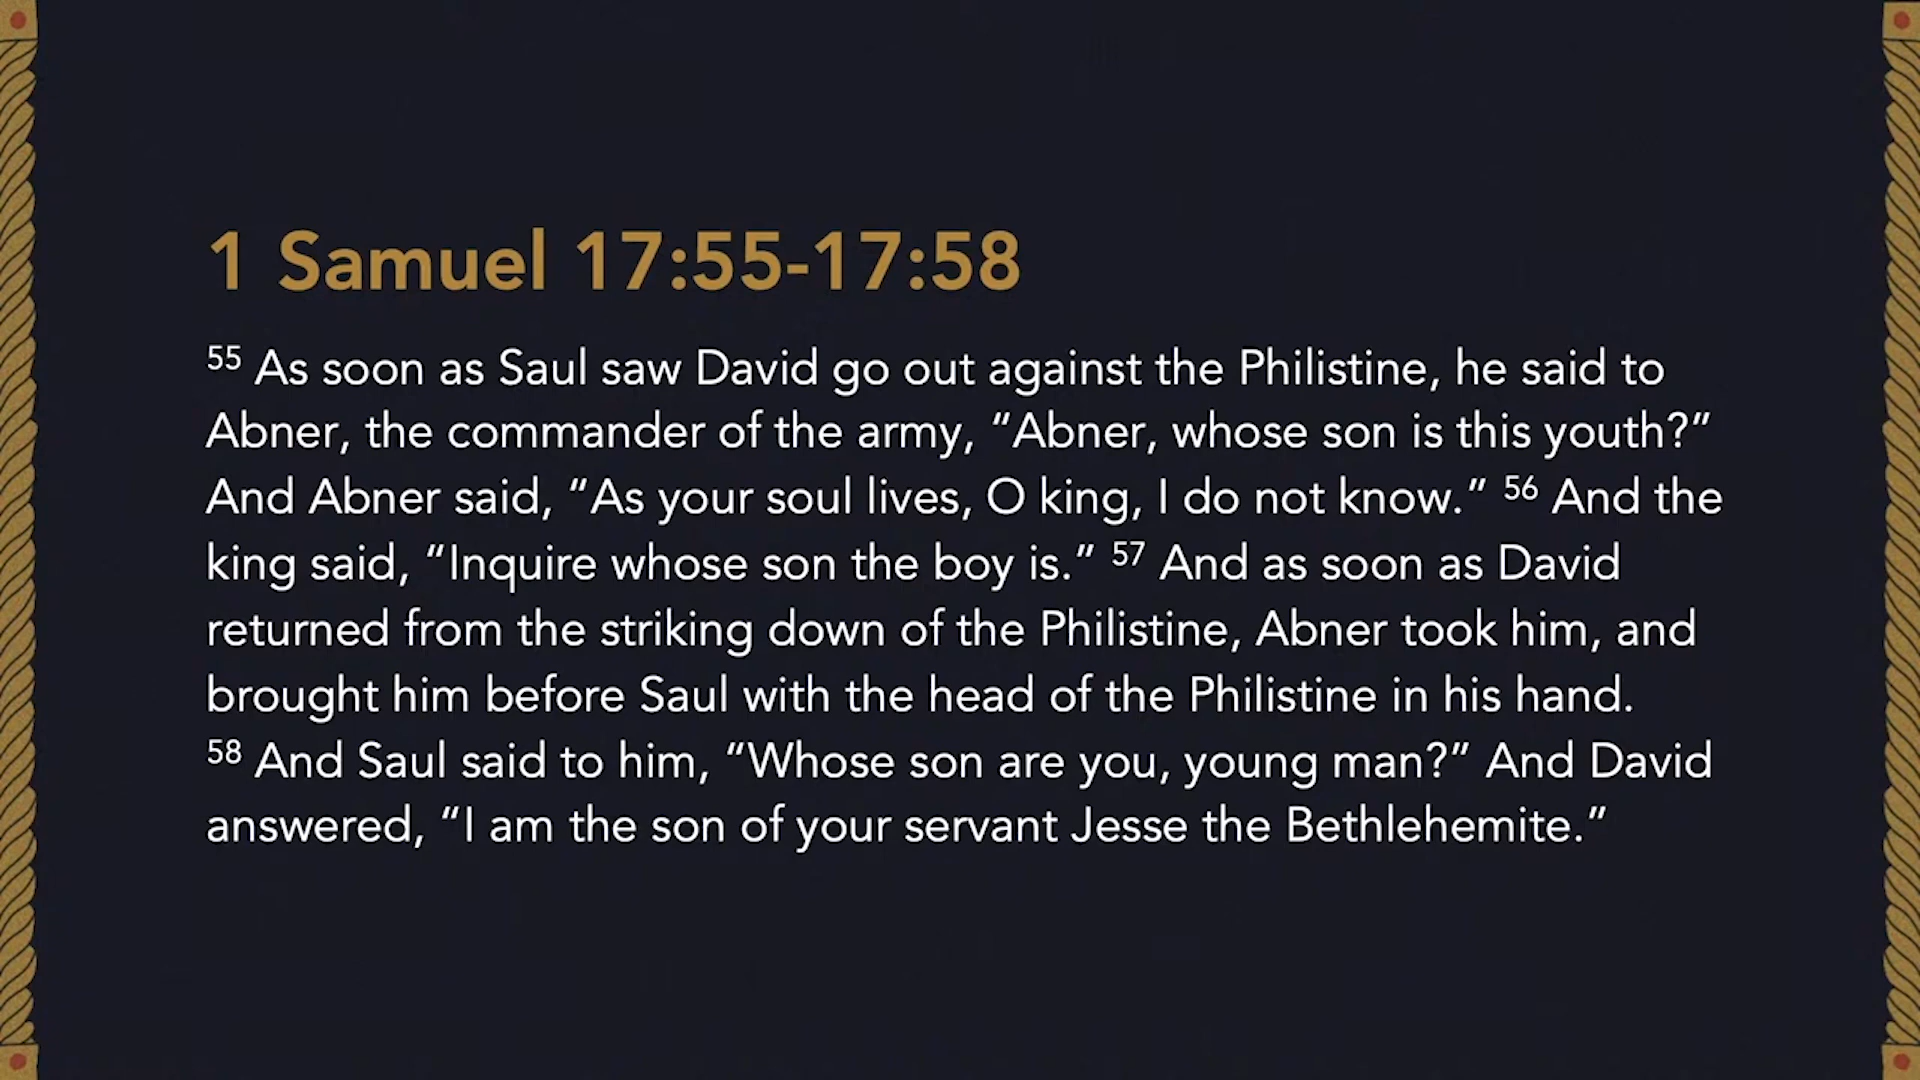 1 Samuel 17:55-17:58
55 As soon as Saul saw David go out against the Philistine, he said to
Abner, the commander of the army, “Abner, whose son is this youth?”
And Abner said, “As your soul lives, O king, I do not know.” 56 And the
king said, “Inquire whose son the boy is.” 57 And as soon as David
returned from the striking down of the Philistine, Abner took him, and
brought him before Saul with the head of the Philistine in his hand.
58 And Saul said to him, “Whose son are you, young man?” And David
answered, “I am the son of your servant Jesse the Bethlehemite.”